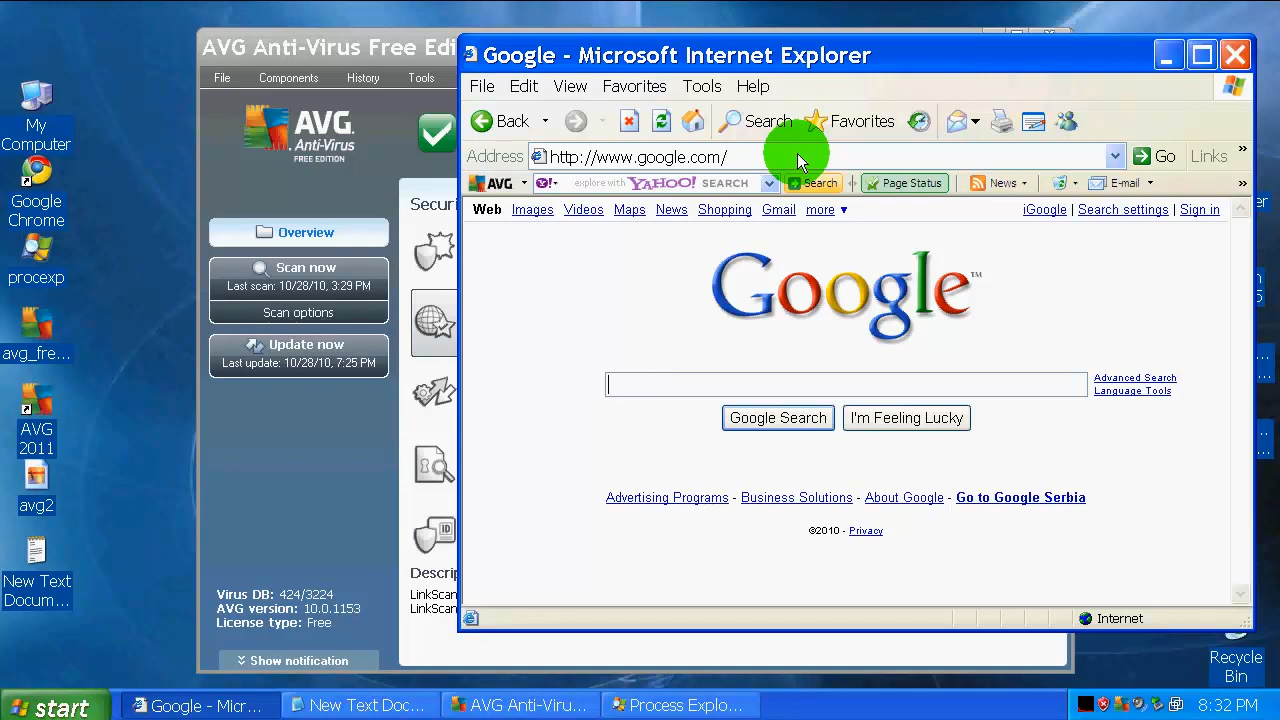 My
Computer
Google
Chrome
procexp
avg_fre...
AVG
2011
avg2
New Text
Docum...
AVG Anti-Virus Free Edi
File Components History Tools
AVG.
Anti-Virus
FREE EDITION
Securi
Overview
Scan now
Last scan: 10/28/10, 3:29 PM
Scan options
Update now
Last update: 10/28/10, 7:25 PM
Descrip
LinkScan
LinkScan
Virus DB: 424/3224
AVG version: 10.0.1153
License type: Free
Show notification
Google - Microsoft Internet Explorer
File Edit View Favorites Tools Help
Back Search Favorites
Address http://www.google.com/ Go Links
AVG Y! explore with YAHOO! SEARCH Search Page Status News E-mail
Web Images Videos Maps News Shopping Gmail more iGoogle | Search settings | Sign in
Google™
Advanced Search
Language Tools
Google Search I'm Feeling Lucky
Advertising Programs - Business Solutions - About Google - Go to Google Serbia
©2010 - Privacy
Internet
Recycle
Bin
start Google - Micr... New Text Docu... AVG Anti-Viru... Process Explo... 8:32 PM